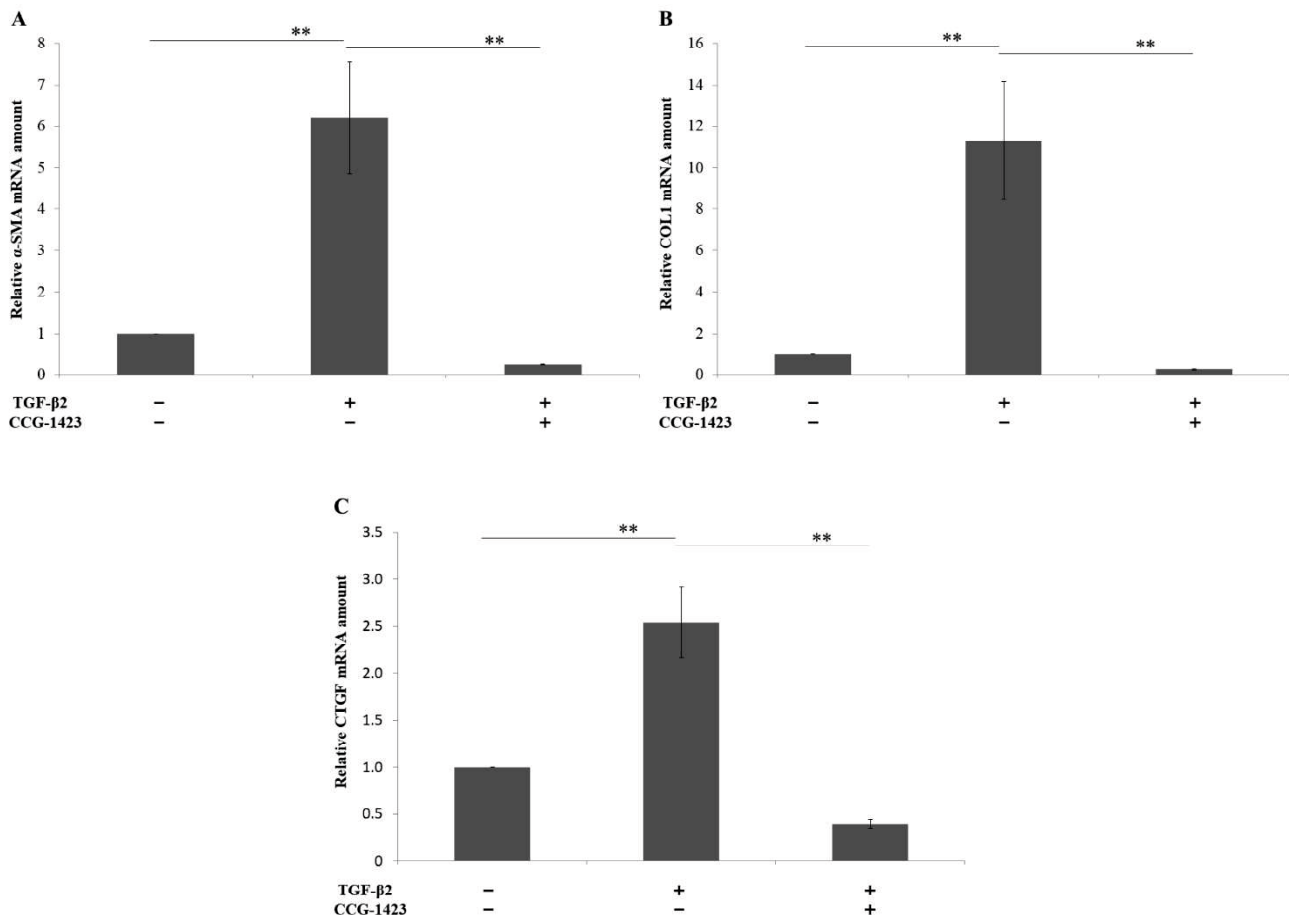 A
** **
8
7
6
5
4
3
2
1
0
Relative α-SMA mRNA amount
TGF-β2 − + +
CCG-1423 − − +
B
** **
16
14
12
10
8
6
4
2
0
Relative COL1 mRNA amount
TGF-β2 − + +
CCG-1423 − − +
C
** **
3.5
3.0
2.5
2.0
1.5
1.0
0.5
0
Relative CTGF mRNA amount
TGF-β2 − + +
CCG-1423 − − +